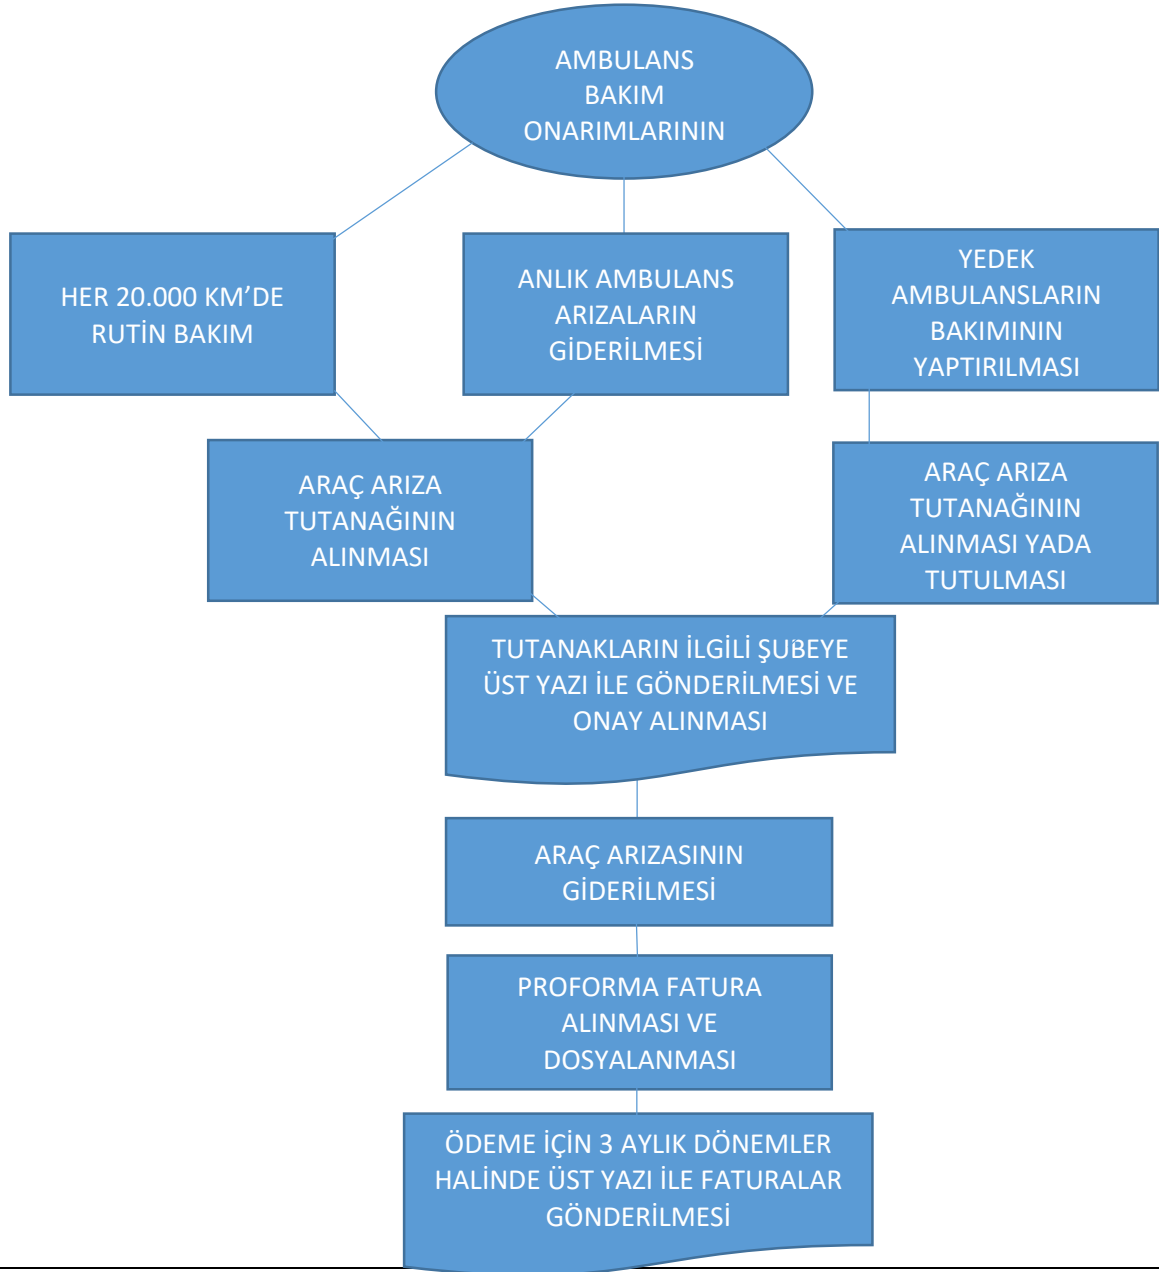 AMBULANS
BAKIM
ONARIMLARININ
HER 20.000 KM’DE
RUTİN BAKIM
ANLIK AMBULANS
ARIZALARIN
GİDERİLMESİ
YEDEK
AMBULANSLARIN
BAKIMININ
YAPTIRILMASI
ARAÇ ARIZA
TUTANAĞININ
ALINMASI
ARAÇ ARIZA
TUTANAĞININ
ALINMASI YADA
TUTULMASI
TUTANAKLARIN İLGİLİ ŞUBEYE
ÜST YAZI İLE GÖNDERİLMESİ VE
ONAY ALINMASI
ARAÇ ARIZASININ
GİDERİLMESİ
PROFORMA FATURA
ALINMASI VE
DOSYALANMASI
ÖDEME İÇİN 3 AYLIK DÖNEMLER
HALİNDE ÜST YAZI İLE FATURALAR
GÖNDERİLMESİ